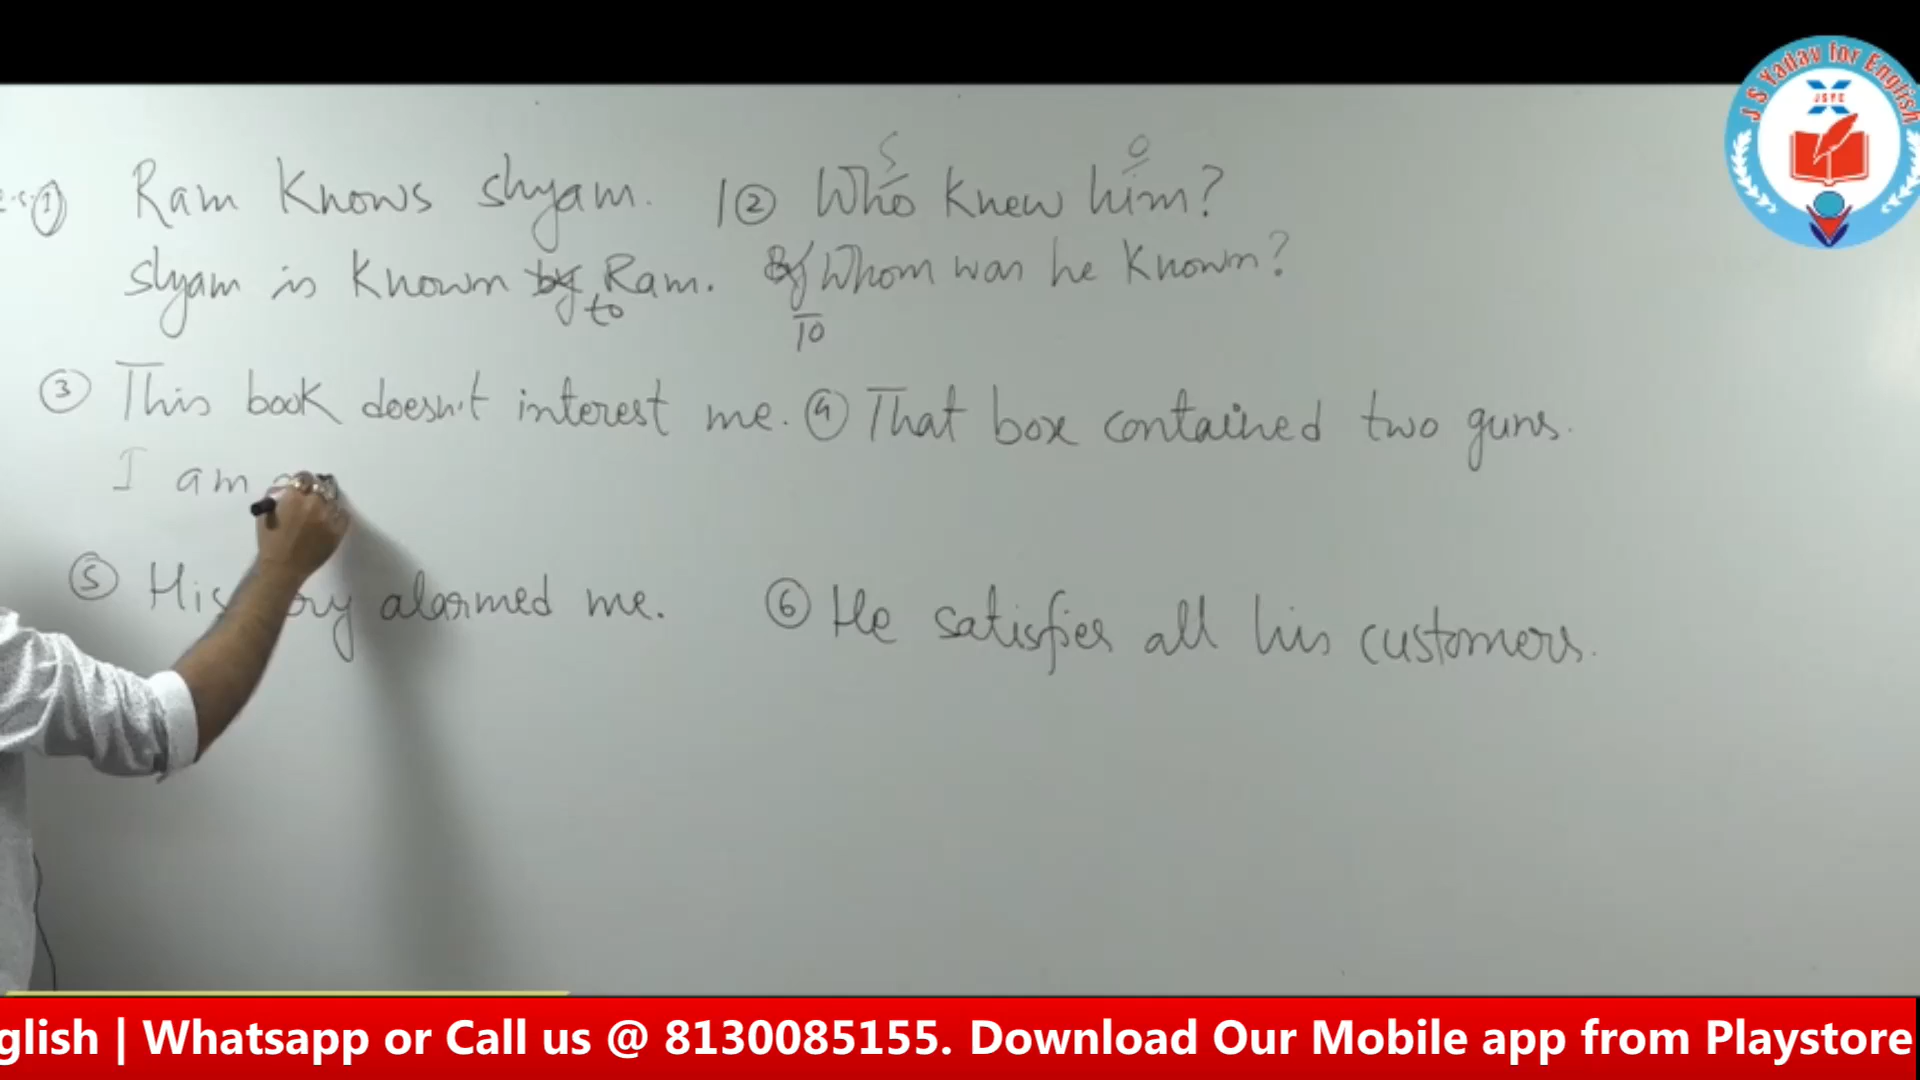 J S Yadav for English
JSYE
① Ram Knows Shyam. | ② Who Knew him?
S O
Shyam is Known by Ram. By Whom was he Known?
to To
③ This book doesn't interest me. ④ That box contained two guns.
I am
⑤ His alarmed me. ⑥ He satisfies all his customers.
glish | Whatsapp or Call us @ 8130085155. Download Our Mobile app from Playstore